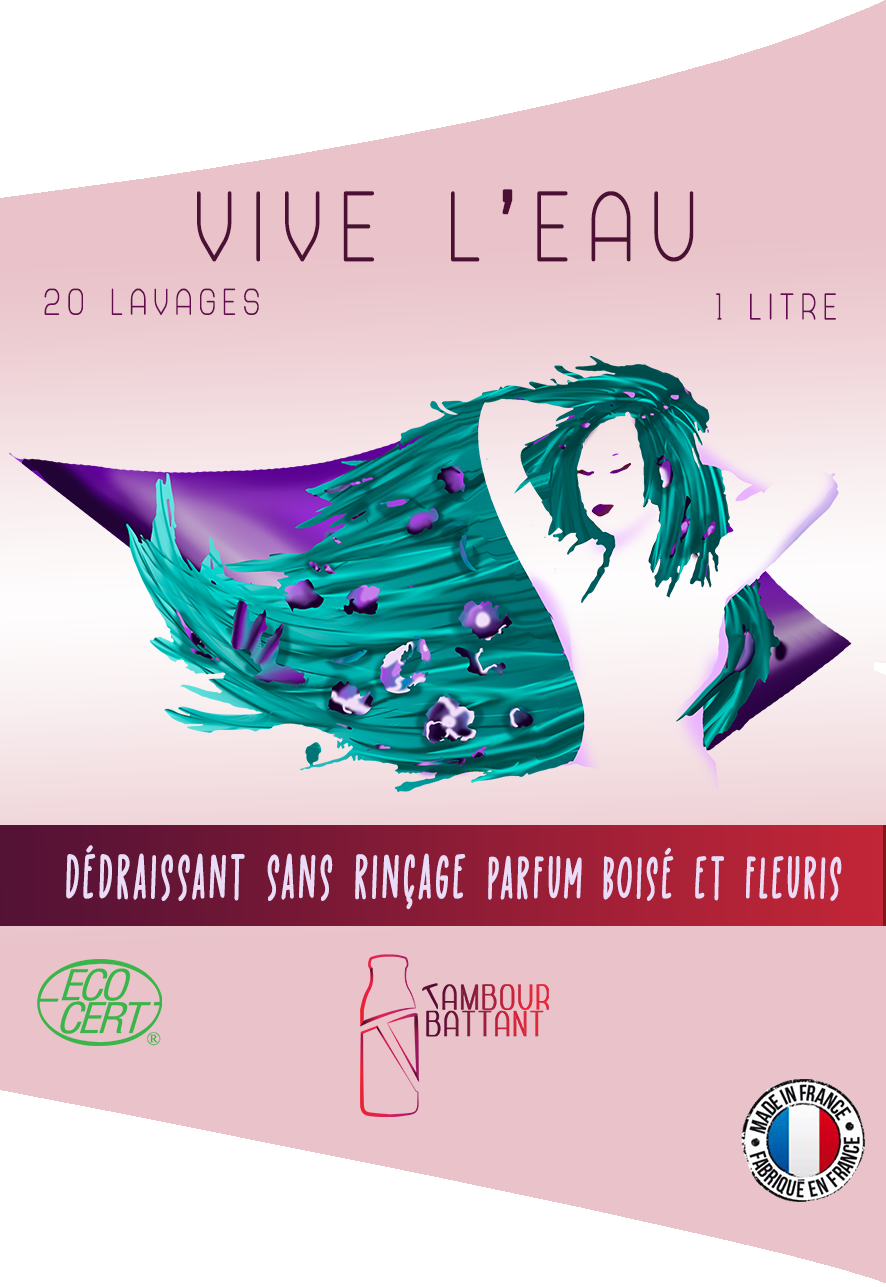 VIVE L'EAU
20 LAVAGES
1 LITRE
DÉDRAISSANT SANS RINÇAGE PARFUM BOISÉ ET FLEURIS
ECO
CERT®
TAMBOUR
BATTANT
MADE IN FRANCE
FABRIQUÉ EN FRANCE